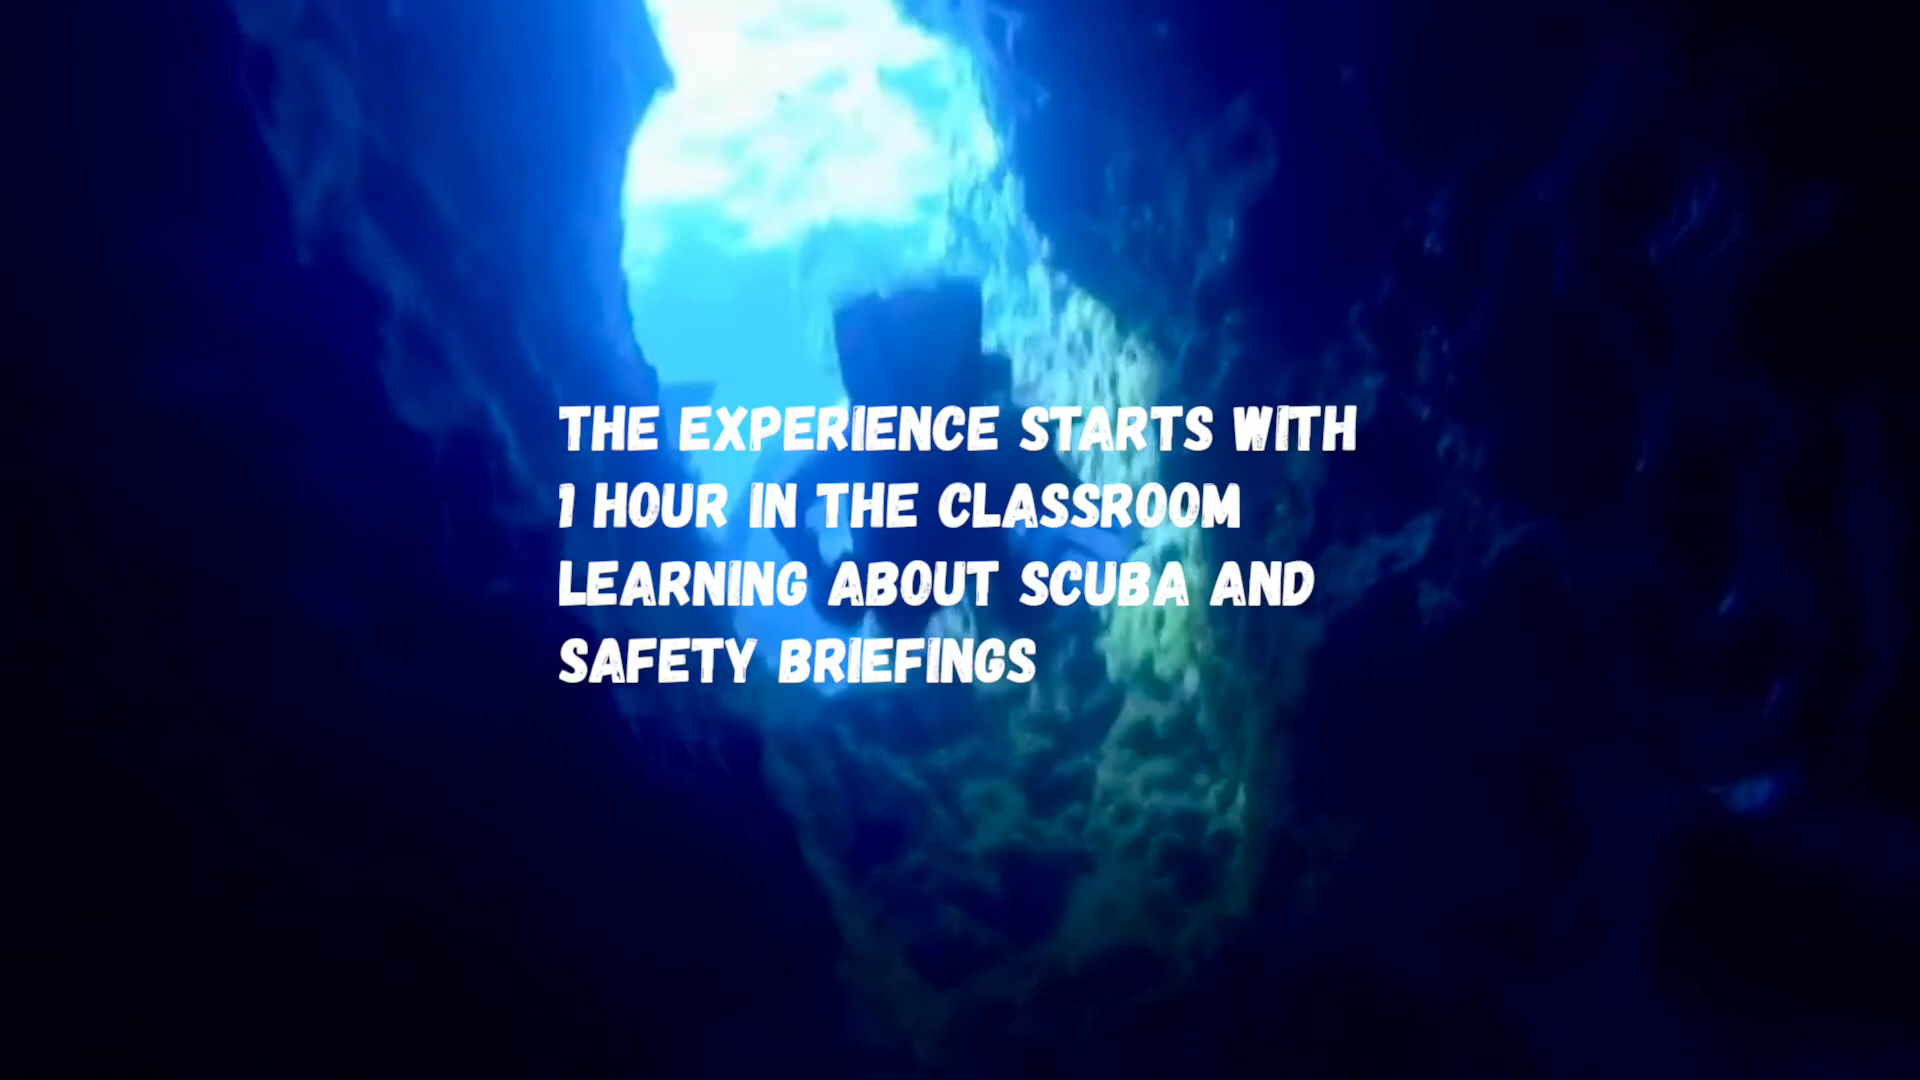 THE EXPERIENCE STARTS WITH
1 HOUR IN THE CLASSROOM
LEARNING ABOUT SCUBA AND
SAFETY BRIEFINGS